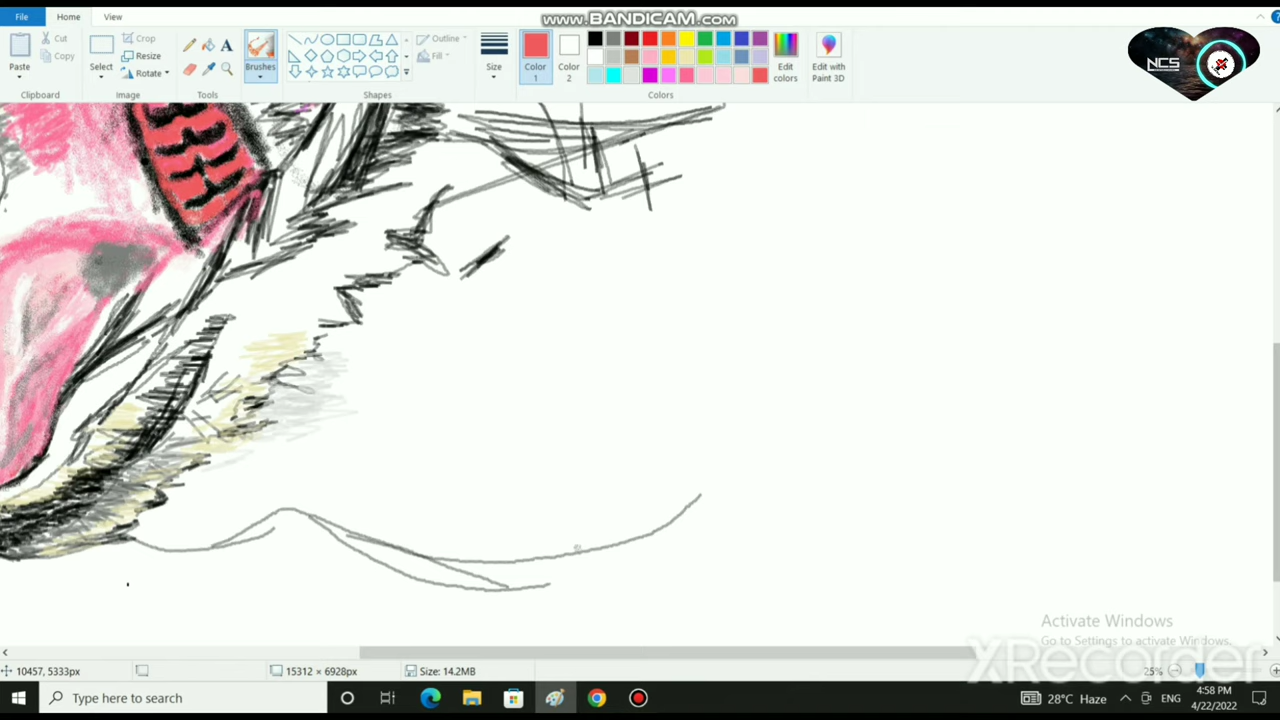 www.BANDICAM.com
File Home View
Paste
Cut
Copy
Clipboard
Select
Crop
Resize
Rotate
Image
Tools
Brushes
Shapes
Outline
Fill
Size
Color
1
Color
2
Colors
Edit
colors
Edit with
Paint 3D
NCS
Activate Windows
Go to Settings to activate Windows.
XRecorder
10457, 5333px
15312 × 6928px
Size: 14.2MB
25%
Type here to search
28°C Haze
ENG
4:58 PM
4/22/2022